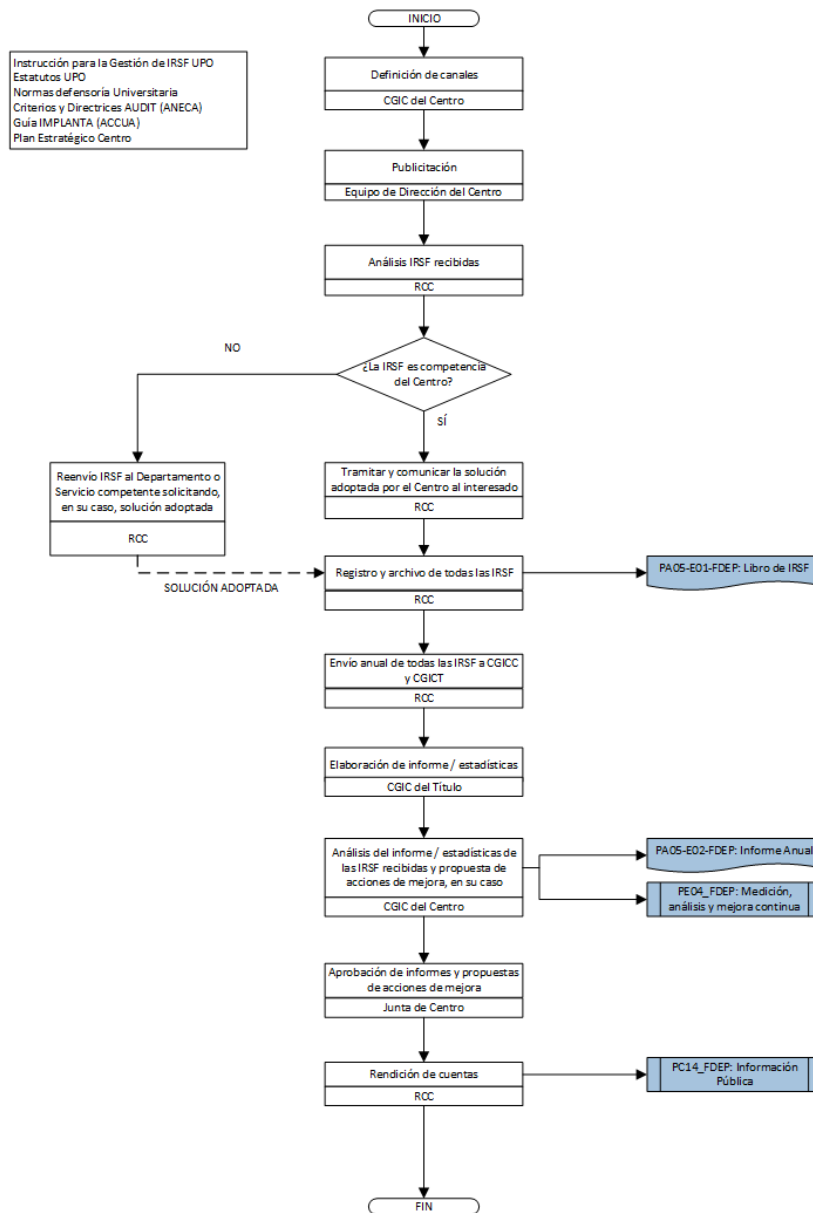 INICIO
Instrucción para la Gestión de IRSF UPO
Estatutos UPO
Normas defensoría Universitaria
Criterios y Directrices AUDIT (ANECA)
Guía IMPLANTA (ACCUA)
Plan Estratégico Centro
Definición de canales
CGIC del Centro
Publicitación
Equipo de Dirección del Centro
Análisis IRSF recibidas
RCC
¿La IRSF es competencia
del Centro?
NO
SÍ
Reenvío IRSF al Departamento o
Servicio competente solicitando,
en su caso, solución adoptada
RCC
Tramitar y comunicar la solución
adoptada por el Centro al interesado
RCC
SOLUCIÓN ADOPTADA
Registro y archivo de todas las IRSF
RCC
PA05-E01-FDEP: Libro de IRSF
Envío anual de todas las IRSF a CGICC
y CGICT
RCC
Elaboración de informe / estadísticas
CGIC del Título
Análisis del informe / estadísticas de
las IRSF recibidas y propuesta de
acciones de mejora, en su caso
CGIC del Centro
PA05-E02-FDEP: Informe Anual
PE04_FDEP: Medición,
análisis y mejora continua
Aprobación de informes y propuestas
de acciones de mejora
Junta de Centro
Rendición de cuentas
RCC
PC14_FDEP: Información
Pública
FIN